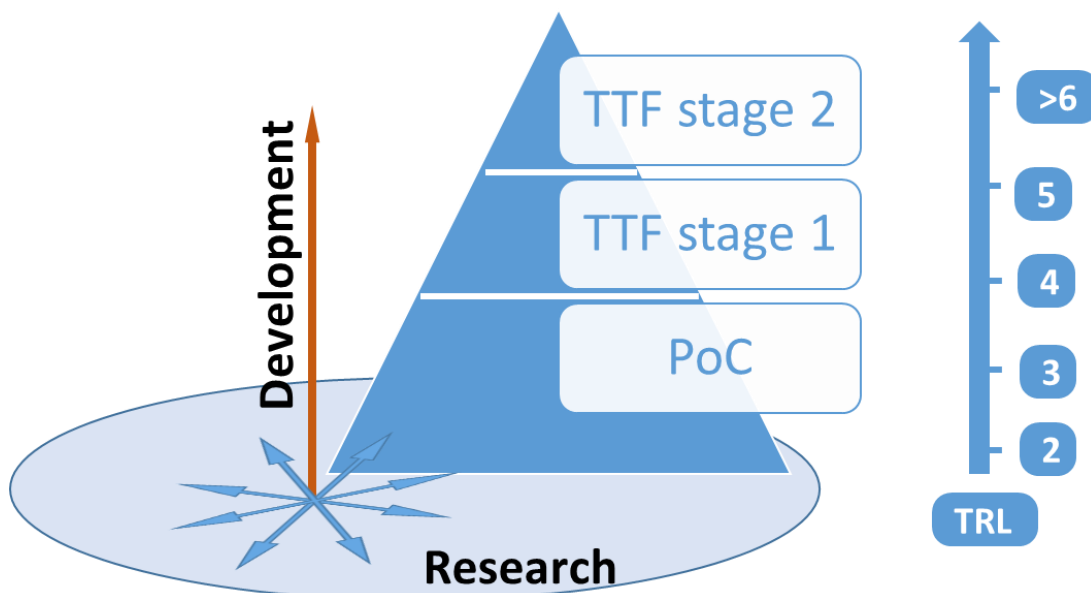 Development
Research
TTF stage 2
TTF stage 1
PoC
>6
5
4
3
2
TRL